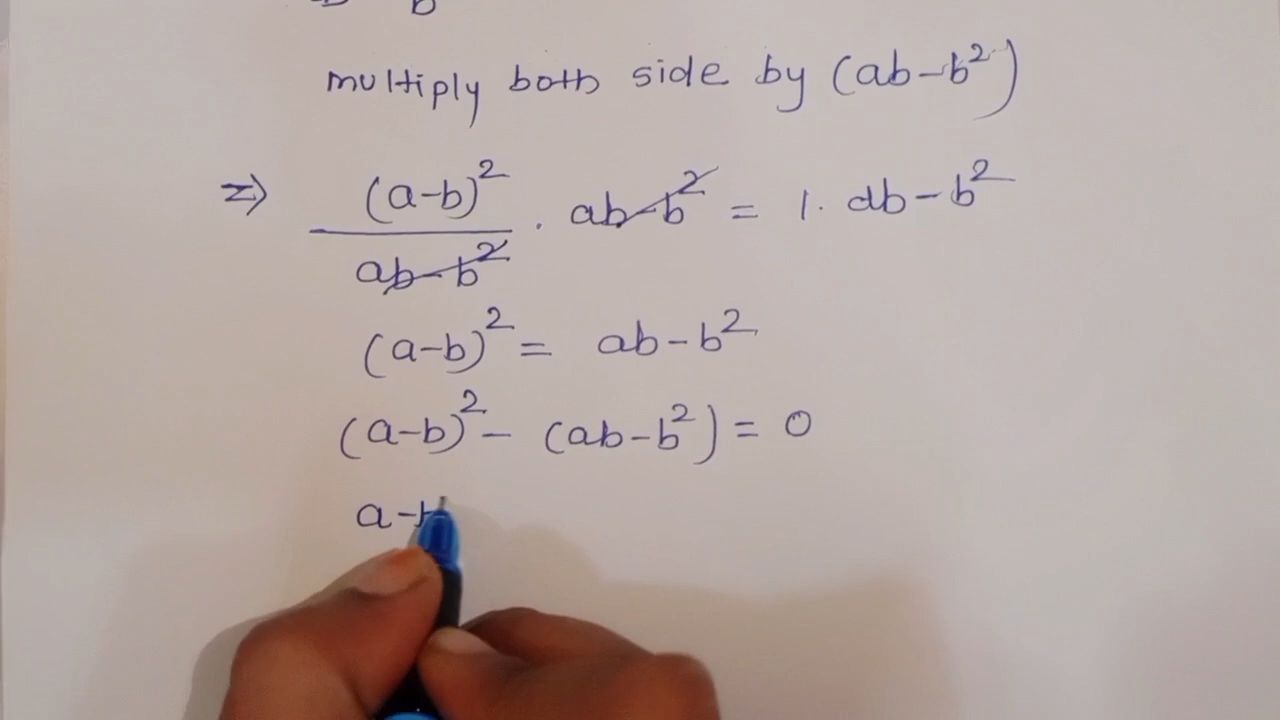 multiply both side by (ab-b²)
=> (a-b)² / ab-b² . ab-b² = 1. ab-b²
(a-b)² = ab-b²
(a-b)² - (ab-b²) = 0
a-